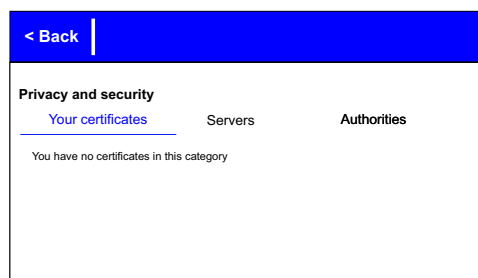 < Back
Privacy and security
Your certificates Servers Authorities
You have no certificates in this category